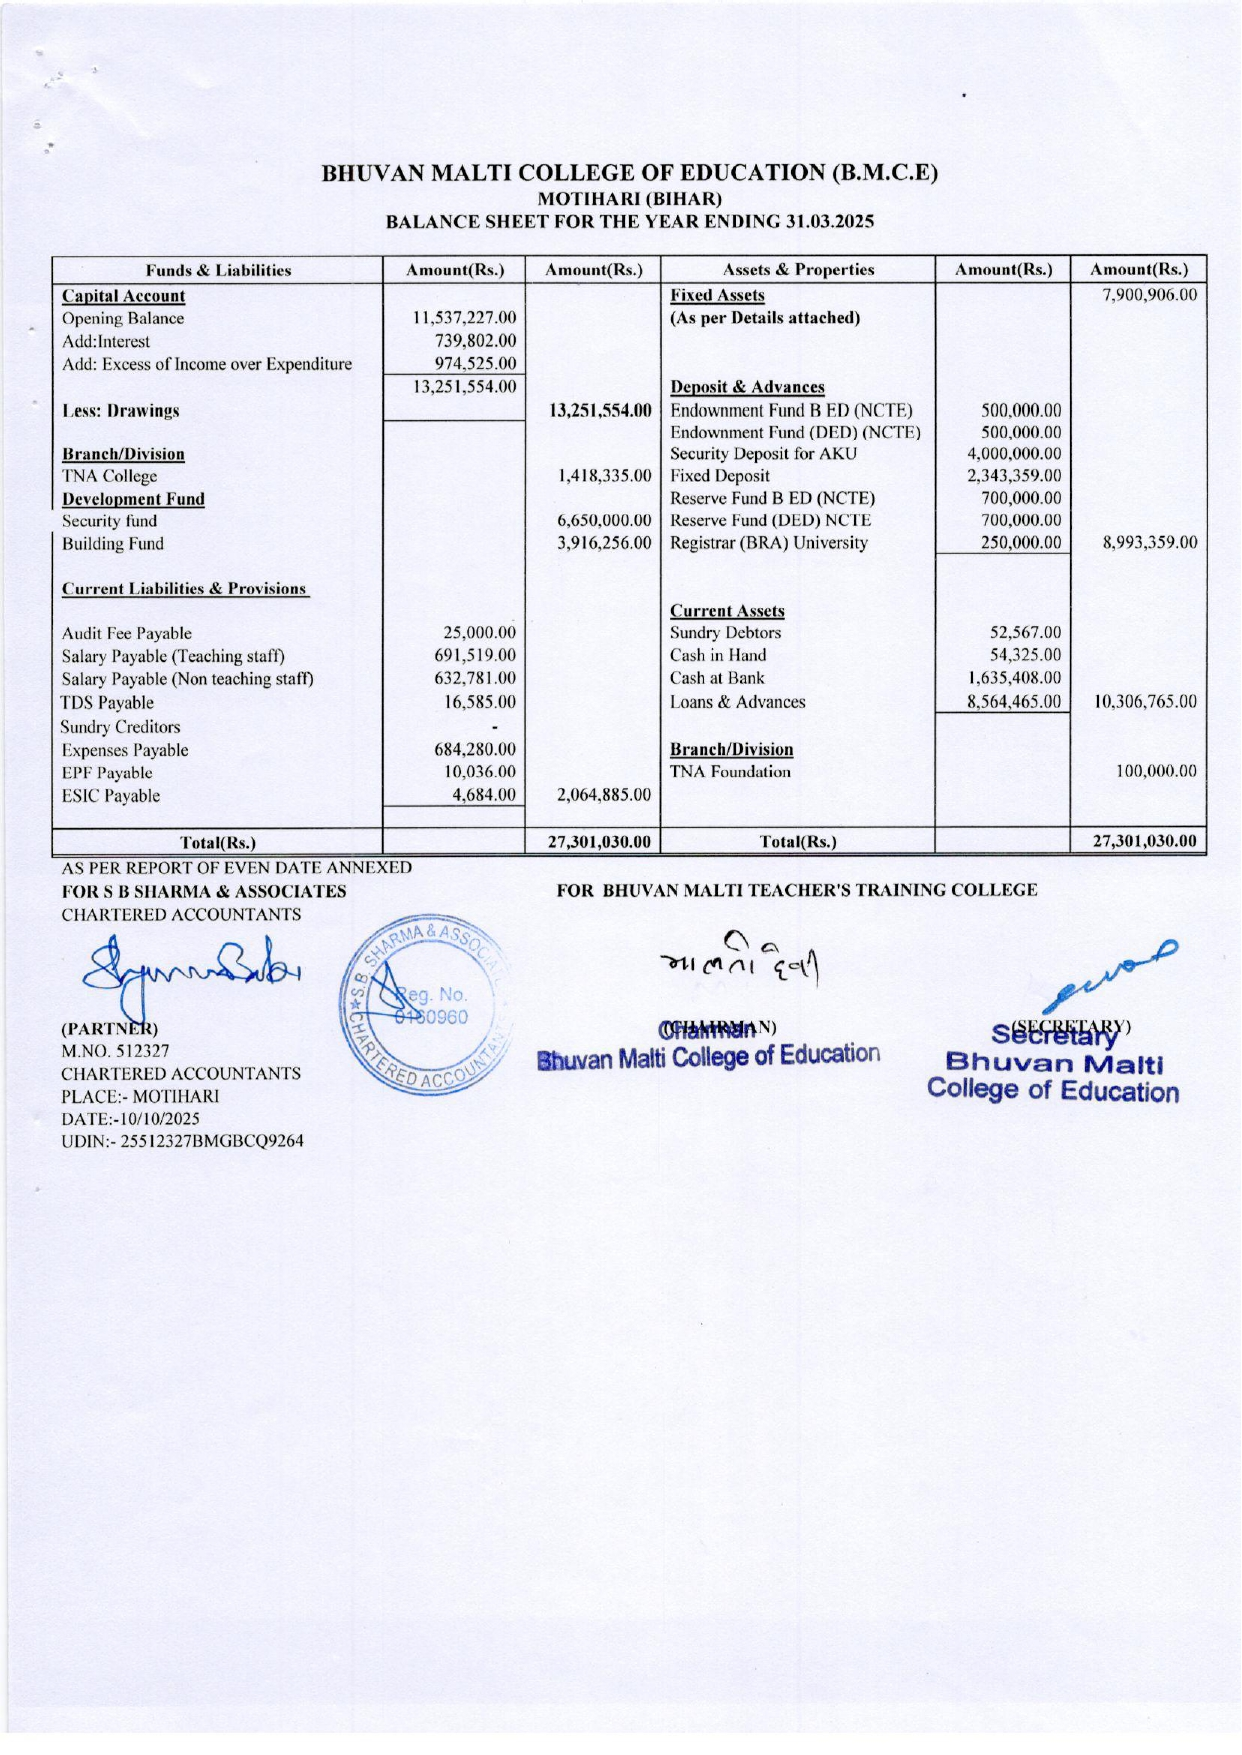 BHUVAN MALTI COLLEGE OF EDUCATION (B.M.C.E)
MOTIHARI (BIHAR)
BALANCE SHEET FOR THE YEAR ENDING 31.03.2025
Funds & Liabilities Amount(Rs.) Amount(Rs.) Assets & Properties Amount(Rs.) Amount(Rs.)
Capital Account Fixed Assets 7,900,906.00
Opening Balance 11,537,227.00 (As per Details attached)
Add:Interest 739,802.00
Add: Excess of Income over Expenditure 974,525.00
13,251,554.00 Deposit & Advances
Less: Drawings 13,251,554.00 Endownment Fund B ED (NCTE) 500,000.00
Endownment Fund (DED) (NCTE) 500,000.00
Branch/Division Security Deposit for AKU 4,000,000.00
TNA College 1,418,335.00 Fixed Deposit 2,343,359.00
Development Fund Reserve Fund B ED (NCTE) 700,000.00
Security fund 6,650,000.00 Reserve Fund (DED) NCTE 700,000.00
Building Fund 3,916,256.00 Registrar (BRA) University 250,000.00 8,993,359.00
Current Liabilities & Provisions
Current Assets
Audit Fee Payable 25,000.00 Sundry Debtors 52,567.00
Salary Payable (Teaching staff) 691,519.00 Cash in Hand 54,325.00
Salary Payable (Non teaching staff) 632,781.00 Cash at Bank 1,635,408.00
TDS Payable 16,585.00 Loans & Advances 8,564,465.00 10,306,765.00
Sundry Creditors -
Expenses Payable 684,280.00 Branch/Division
EPF Payable 10,036.00 TNA Foundation 100,000.00
ESIC Payable 4,684.00 2,064,885.00
Total(Rs.) 27,301,030.00 Total(Rs.) 27,301,030.00
AS PER REPORT OF EVEN DATE ANNEXED
FOR S B SHARMA & ASSOCIATES FOR BHUVAN MALTI TEACHER'S TRAINING COLLEGE
CHARTERED ACCOUNTANTS
S.B. SHARMA & ASSOCIATE
Reg. No.
0160960
CHARTERED ACCOUNTANT
मालती देवी
(PARTNER) (CHAIRMAN) (SECRETARY)
Chairman
Bhuvan Malti College of Education
Secretary
Bhuvan Malti
College of Education
M.NO. 512327
CHARTERED ACCOUNTANTS
PLACE:- MOTIHARI
DATE:-10/10/2025
UDIN:- 25512327BMGBCQ9264